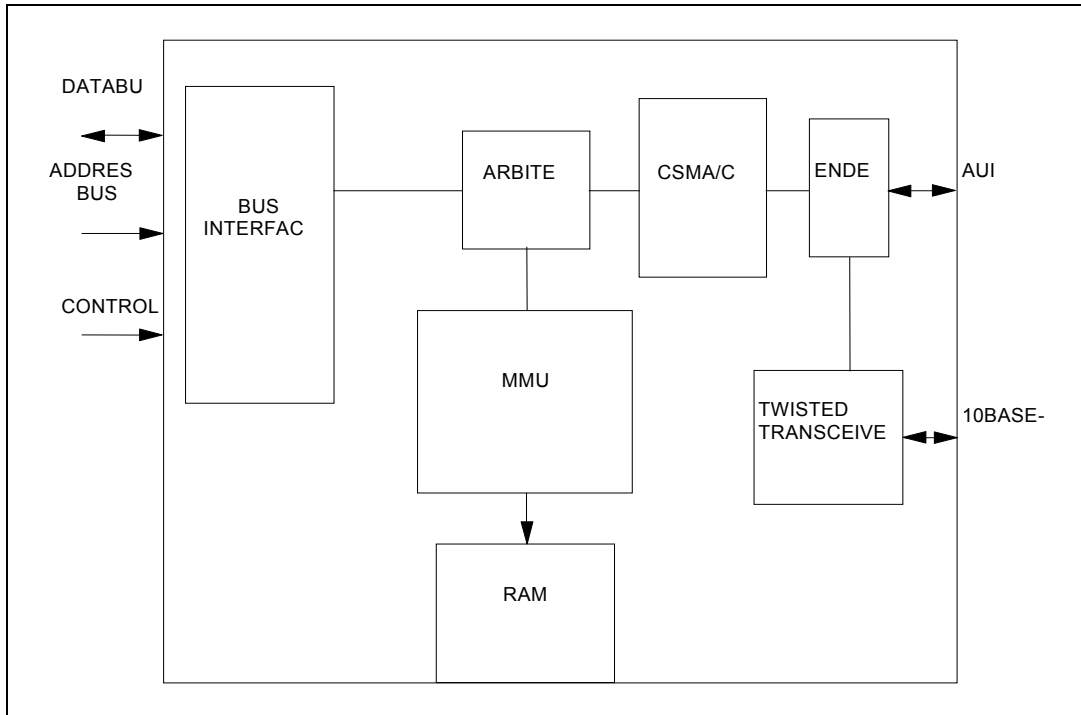 DATABU
ADDRES
BUS
CONTROL
BUS
INTERFAC
ARBITE
CSMA/C
ENDE
AUI
MMU
TWISTED
TRANSCEIVE
10BASE-
RAM